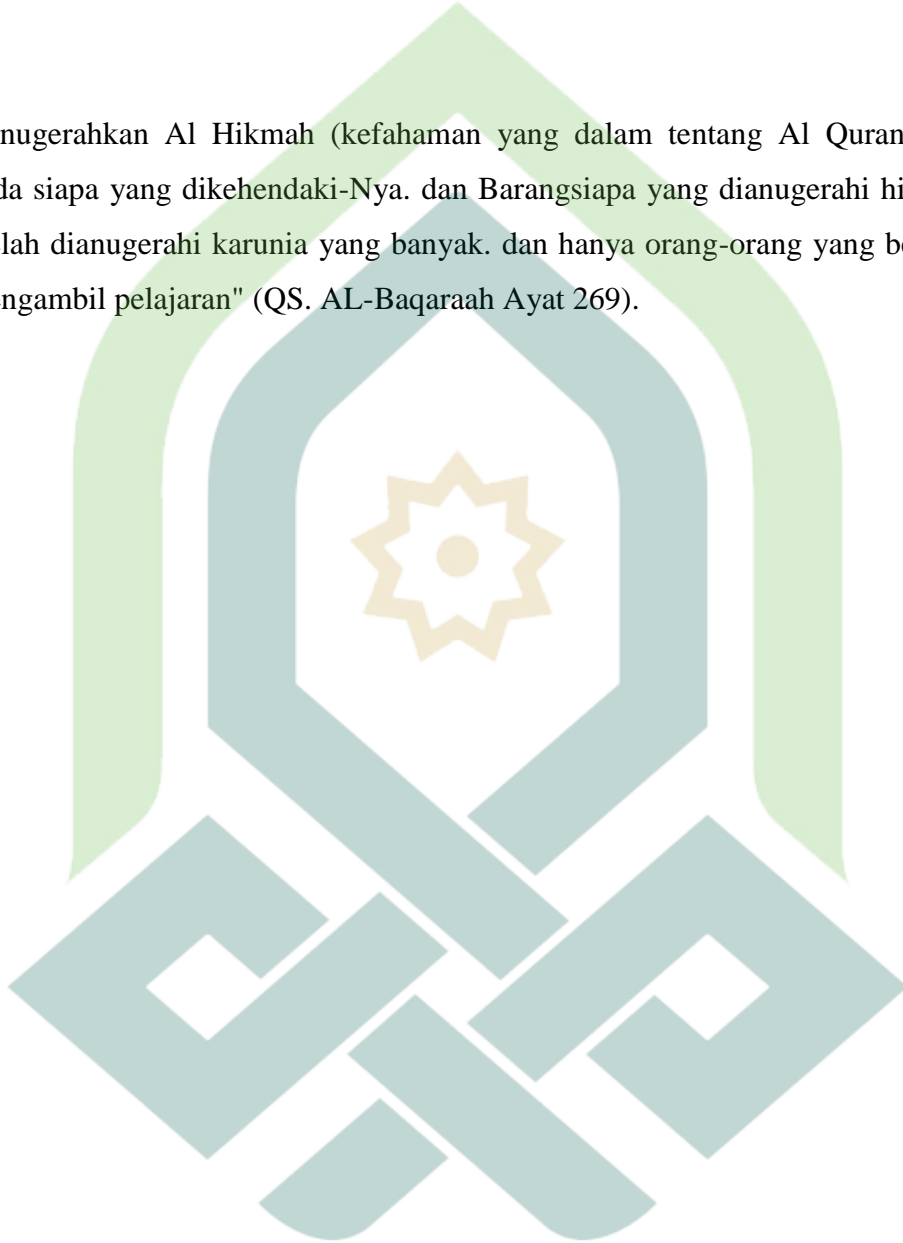 nugerahkan Al Hikmah (kefahaman yang dalam tentang Al Quran
da siapa yang dikehendaki-Nya. dan Barangsiapa yang dianugerahi hi
lah dianugerahi karunia yang banyak. dan hanya orang-orang yang be
engambil pelajaran" (QS. AL-Baqaraah Ayat 269).